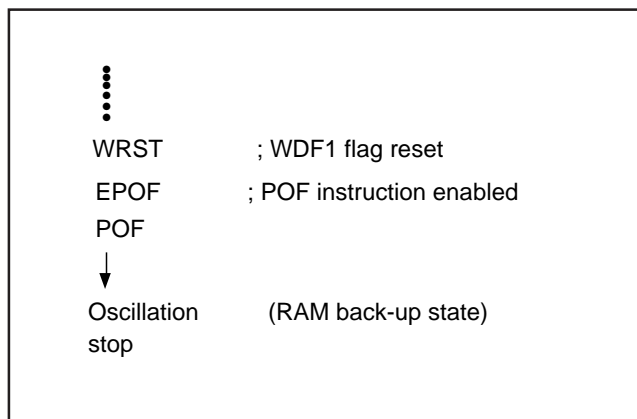 WRST ; WDF1 flag reset
EPOF ; POF instruction enabled
POF
Oscillation (RAM back-up state)
stop